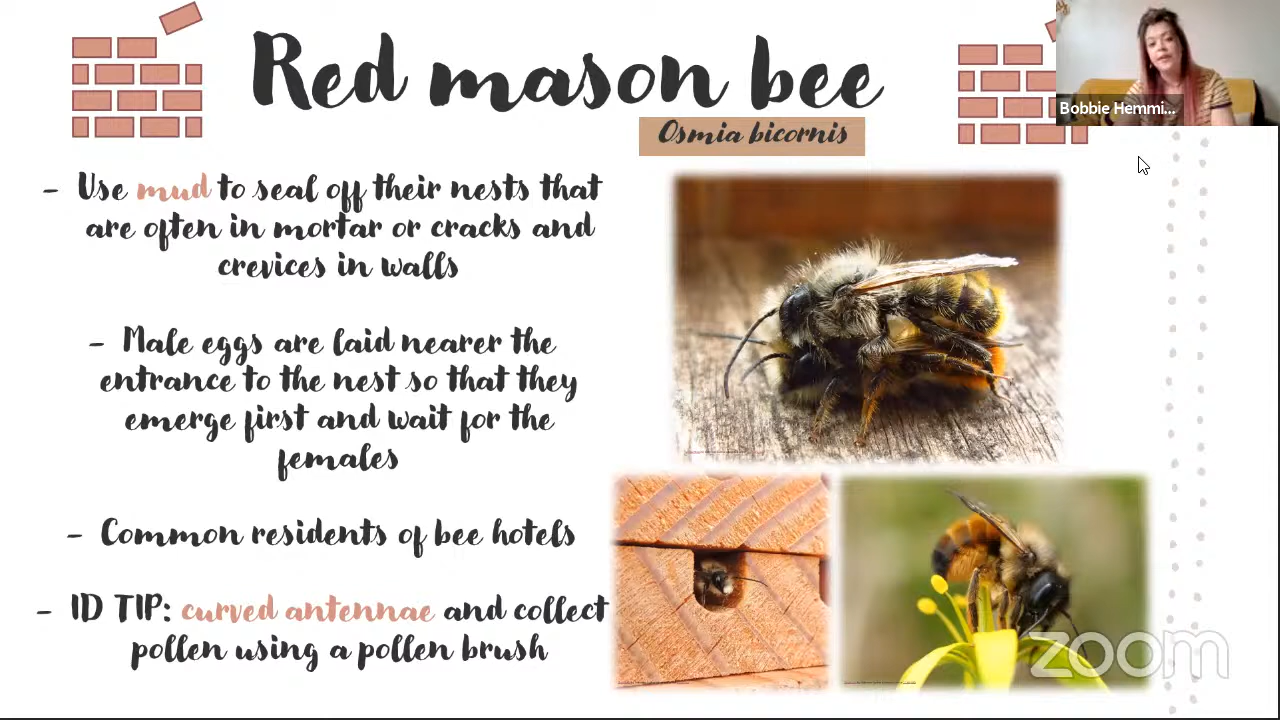 Red mason bee
Osmia bicornis
Bobbie Hemmi...
- Use mud to seal off their nests that
are often in mortar or cracks and
crevices in walls
- Male eggs are laid nearer the
entrance to the nest so that they
emerge first and wait for the
females
- Common residents of bee hotels
- ID TIP: curved antennae and collect
pollen using a pollen brush
zoom